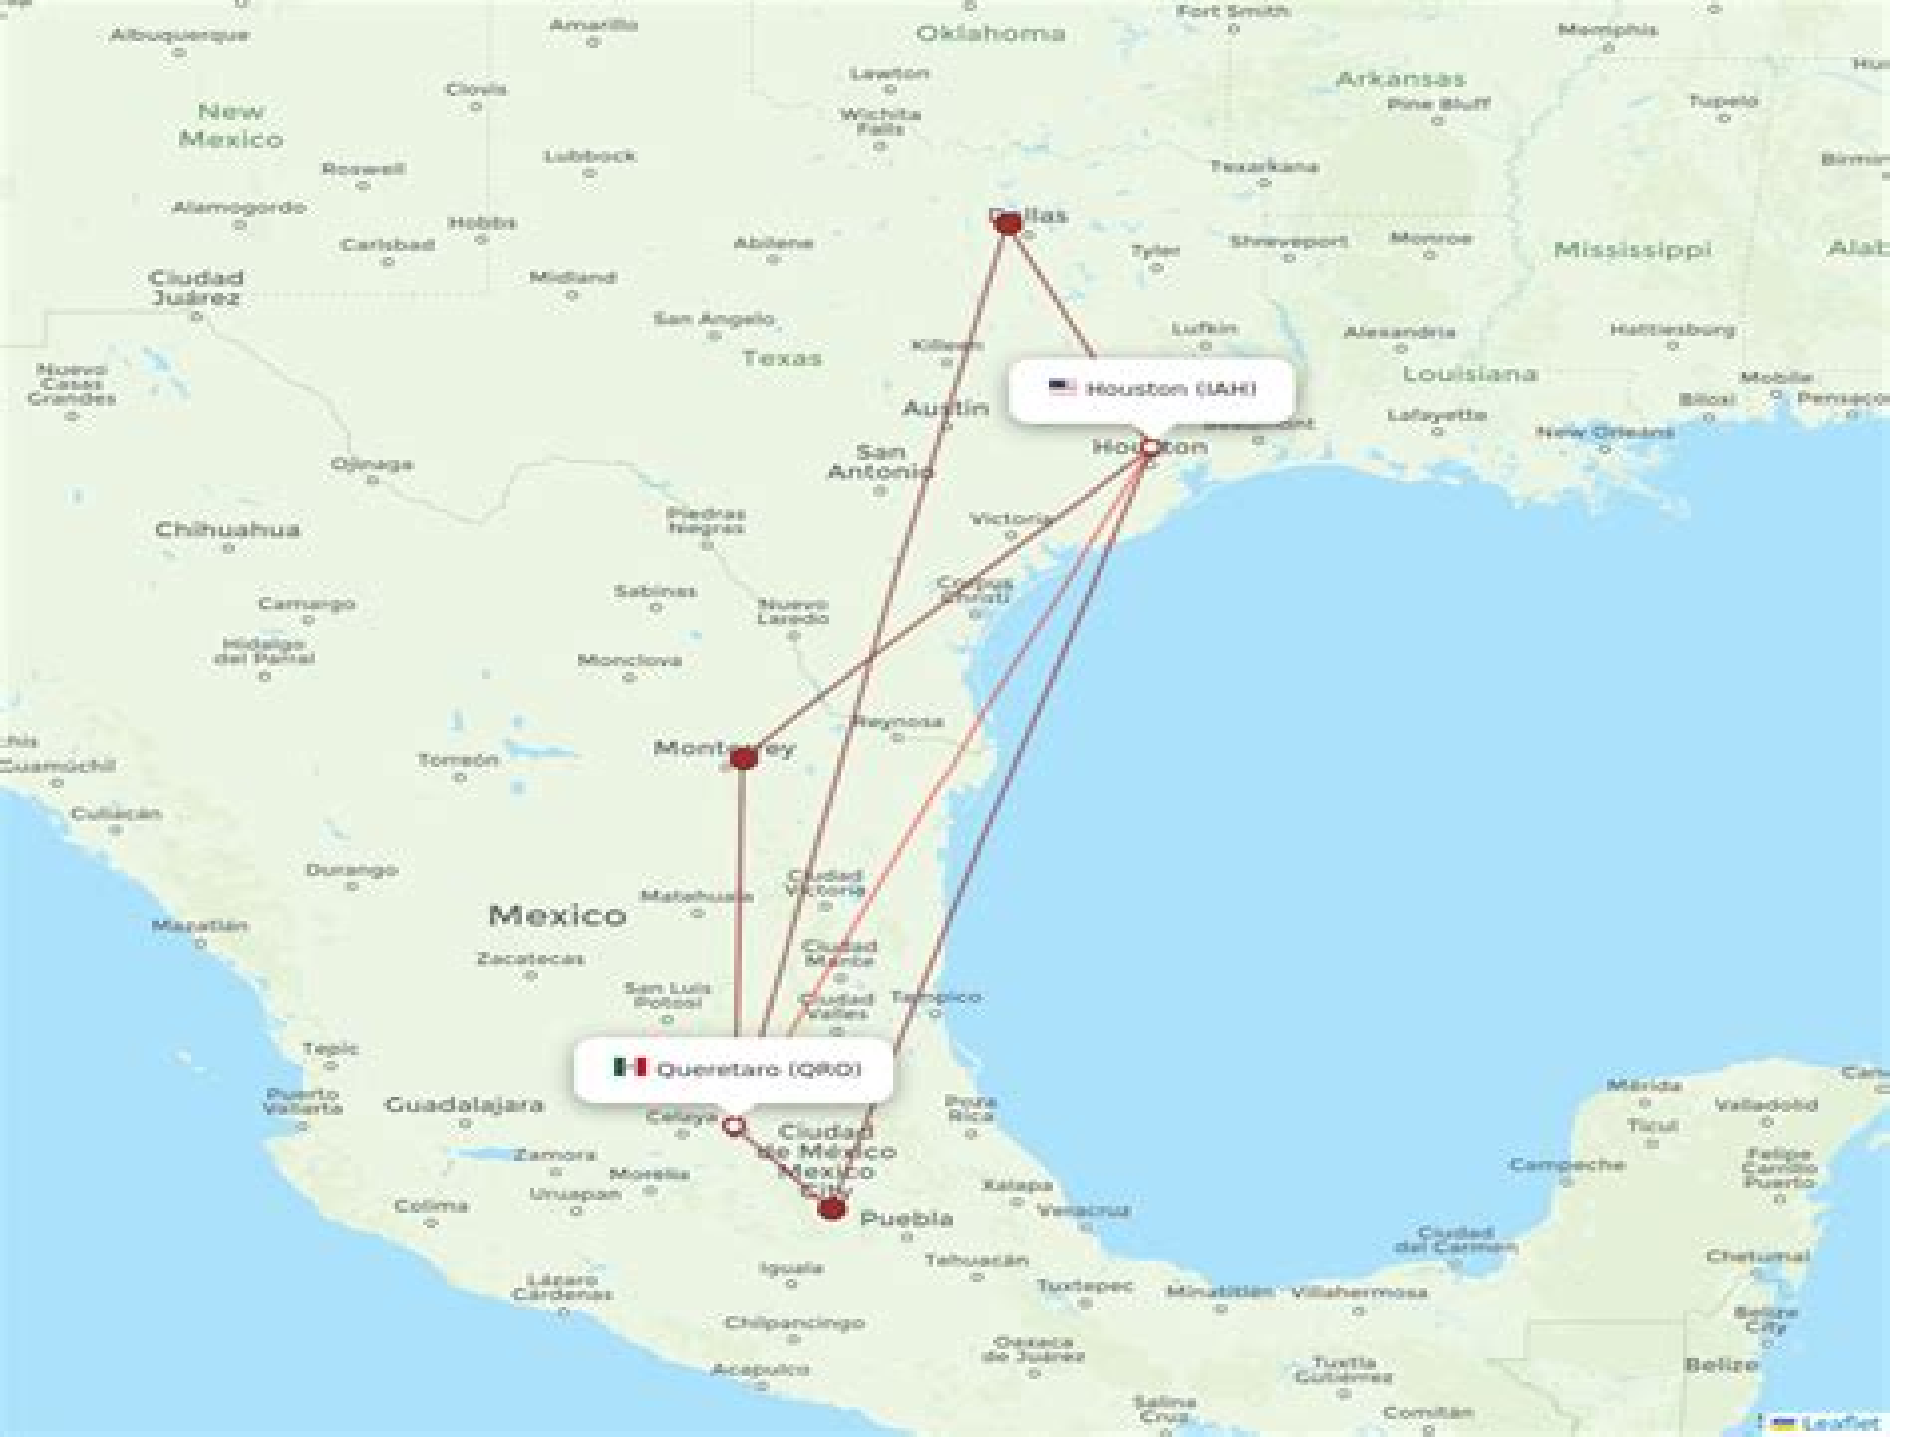 Albuquerque
Amarillo
Oklahoma
Fort Smith
Memphis
Clovis
Lawton
Arkansas
Pine Bluff
Tupelo
New
Mexico
Wichita
Falls
Roswell
Lubbock
Texarkana
Alamogordo
Hobbs
Carlsbad
Abilene
Tyler
Shreveport
Monroe
Mississippi
Ciudad
Juárez
Midland
San Angelo
Texas
Killeen
Lufkin
Alexandria
Hattiesburg
Nuevo
Casas
Grandes
Houston (IAH)
Louisiana
Mobile
Biloxi
Austin
Lafayette
New Orleans
San
Antonio
Ojinaga
Chihuahua
Piedras
Negras
Victoria
Camargo
Sabinas
Nuevo
Laredo
Corpus
Christi
Hidalgo
del Parral
Monclova
Reynosa
Torreón
Guamúchil
Culiacán
Durango
Matehuala
Ciudad
Victoria
Mexico
Mazatlán
Zacatecas
Ciudad
Mante
San Luis
Potosí
Ciudad
Valles
Tampico
Tepic
Queretaro (QRO)
Puerto
Vallarta
Guadalajara
Celaya
Poza
Rica
Mérida
Valladolid
Ticul
Ciudad
de México
Mexico
City
Zamora
Morelia
Uruapan
Colima
Xalapa
Veracruz
Puebla
Campeche
Felipe
Carrillo
Puerto
Ciudad
del Carmen
Chetumal
Tehuacán
Iguala
Lázaro
Cárdenas
Tuxtepec
Minatitlán
Villahermosa
Chilpancingo
Belize
City
Oaxaca
de Juárez
Acapulco
Tuxtla
Gutiérrez
Belize
Salina
Cruz
Comitán
Leaflet